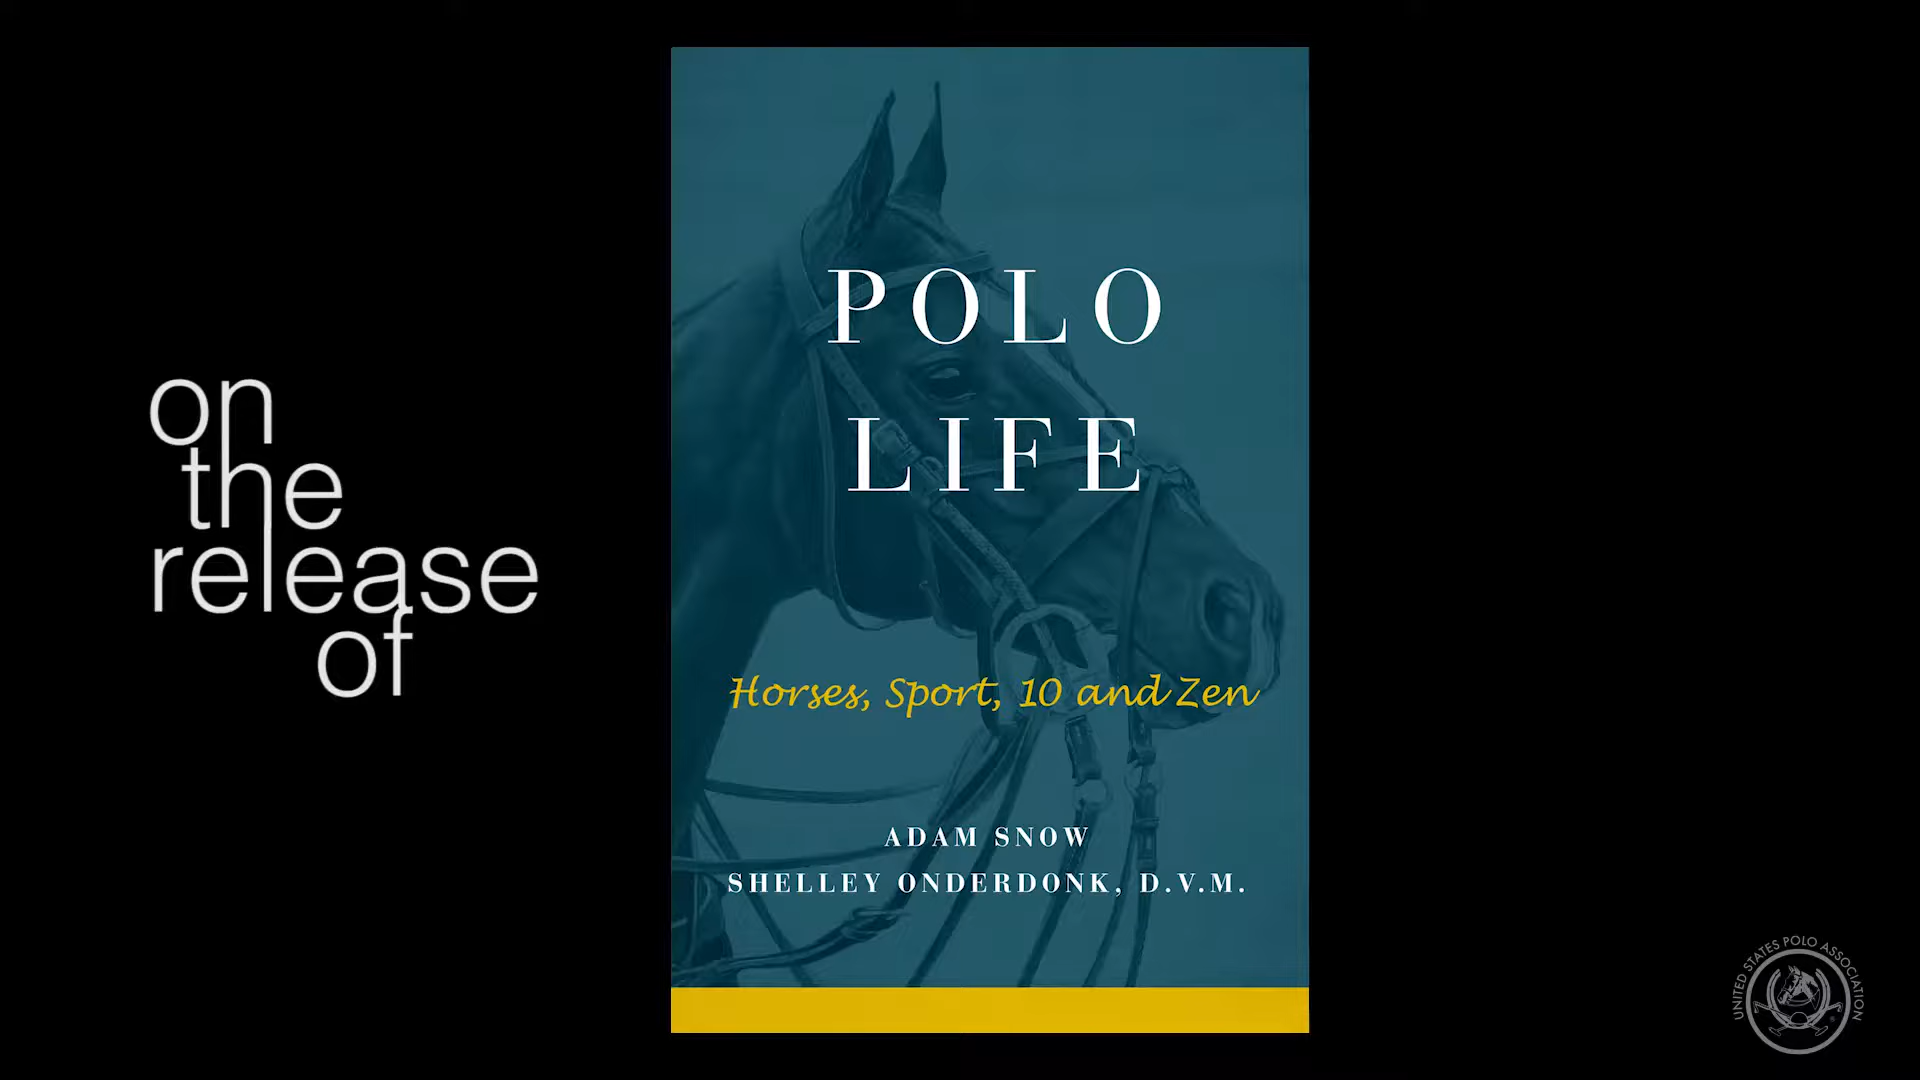 on
the
release
of
POLO
LIFE
Horses, Sport, 10 and Zen
ADAM SNOW
SHELLEY ONDERDONK, D.V.M.
UNITED STATES POLO ASSOCIATION